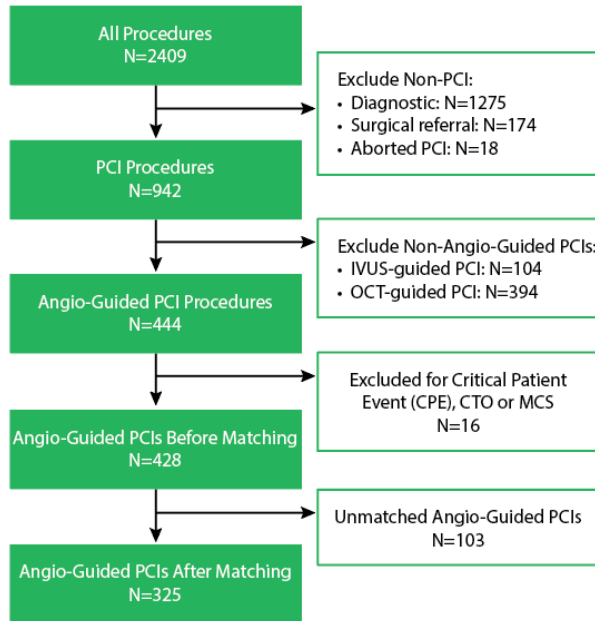 All Procedures
N=2409
Exclude Non-PCI:
• Diagnostic: N=1275
• Surgical referral: N=174
• Aborted PCI: N=18
PCI Procedures
N=942
Exclude Non-Angio-Guided PCIs:
• IVUS-guided PCI: N=104
• OCT-guided PCI: N=394
Angio-Guided PCI Procedures
N=444
Excluded for Critical Patient
Event (CPE), CTO or MCS
N=16
Angio-Guided PCIs Before Matching
N=428
Unmatched Angio-Guided PCIs
N=103
Angio-Guided PCIs After Matching
N=325